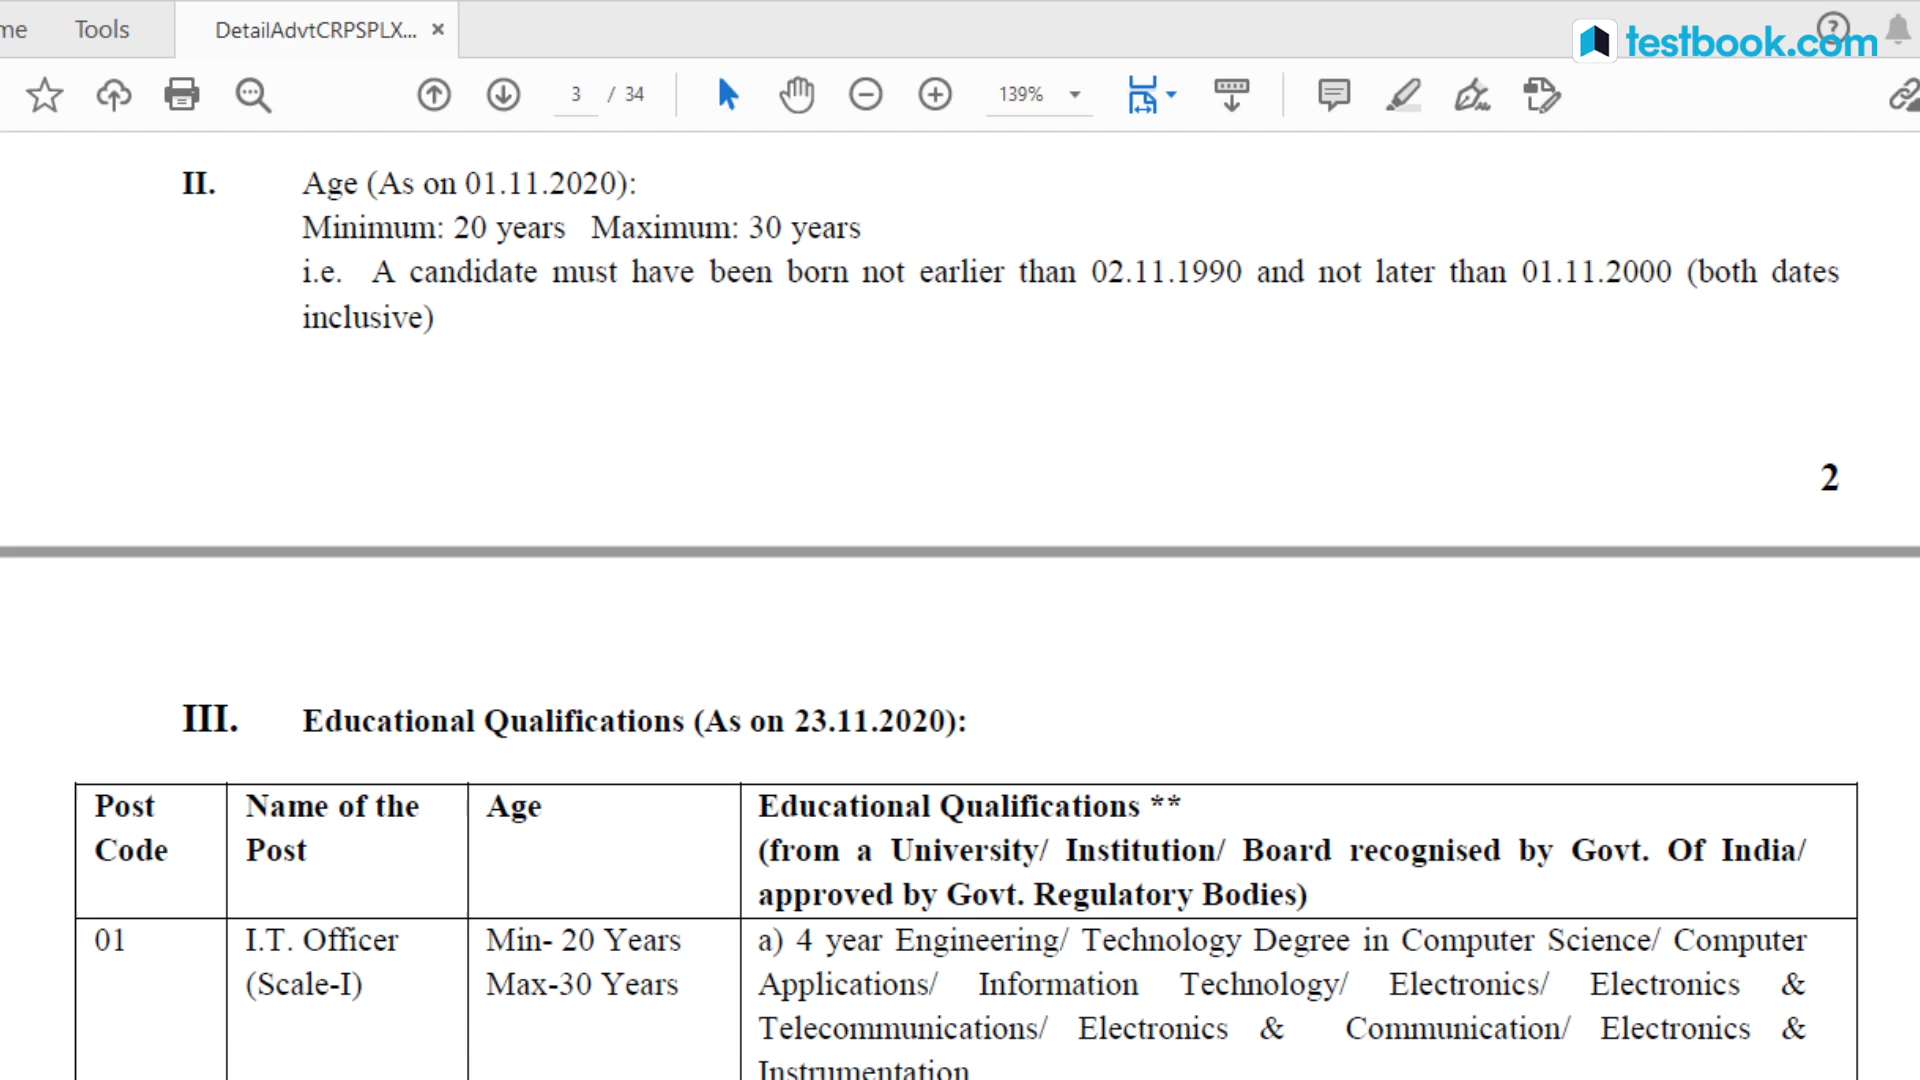 me Tools DetailAdvtCRPSPLX... ×
testbook.com
3 / 34 139%
II. Age (As on 01.11.2020):
Minimum: 20 years Maximum: 30 years
i.e. A candidate must have been born not earlier than 02.11.1990 and not later than 01.11.2000 (both dates
inclusive)
2
III. Educational Qualifications (As on 23.11.2020):
Post Code Name of the Post Age Educational Qualifications **
(from a University/ Institution/ Board recognised by Govt. Of India/
approved by Govt. Regulatory Bodies)
01 I.T. Officer (Scale-I) Min- 20 Years Max-30 Years a) 4 year Engineering/ Technology Degree in Computer Science/ Computer
Applications/ Information Technology/ Electronics/ Electronics &
Telecommunications/ Electronics & Communication/ Electronics &
Instrumentation